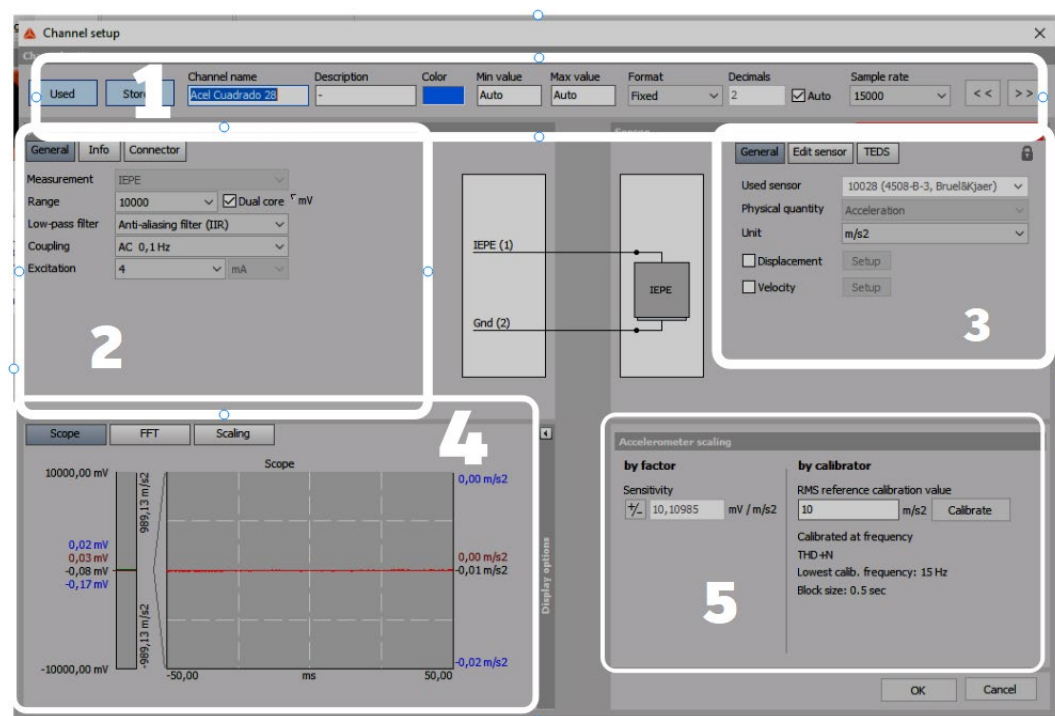 Channel setup
1
Used
Channel name
Acel Cuadrado 28
Description
-
Color
Min value
Auto
Max value
Auto
Format
Fixed
Decimals
2
Auto
Sample rate
15000
< <
> >
General Info Connector
Measurement IEPE
Range 10000 Dual core mV
Low-pass filter Anti-aliasing filter (IIR)
Coupling AC 0,1 Hz
Excitation 4 mA
2
IEPE (1)
Gnd (2)
IEPE
General Edit sensor TEDS
Used sensor 10028 (4508-B-3, Bruel&Kjaer)
Physical quantity Acceleration
Unit m/s2
Displacement Setup
Velocity Setup
3
Scope FFT Scaling
4
Scope
10000,00 mV
0,02 mV
0,03 mV
-0,08 mV
-0,17 mV
-10000,00 mV
989,13 m/s2
-989,13 m/s2
0,00 m/s2
0,00 m/s2
-0,01 m/s2
-0,02 m/s2
-50,00 ms 50,00
Display options
Accelerometer scaling
by factor
Sensitivity
+/- 10,10985 mV / m/s2
by calibrator
RMS reference calibration value
10 m/s2 Calibrate
Calibrated at frequency
THD+N
Lowest calib. frequency: 15 Hz
Block size: 0.5 sec
5
OK Cancel